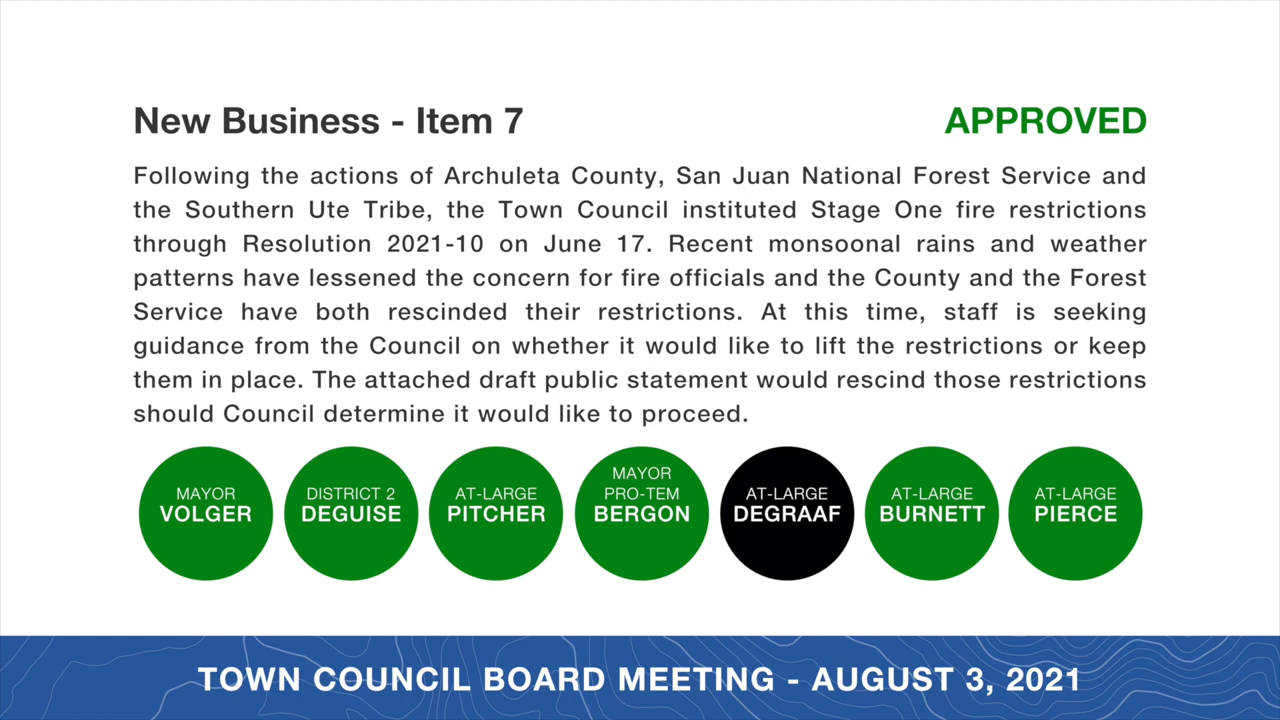 New Business - Item 7
APPROVED
Following the actions of Archuleta County, San Juan National Forest Service and
the Southern Ute Tribe, the Town Council instituted Stage One fire restrictions
through Resolution 2021-10 on June 17. Recent monsoonal rains and weather
patterns have lessened the concern for fire officials and the County and the Forest
Service have both rescinded their restrictions. At this time, staff is seeking
guidance from the Council on whether it would like to lift the restrictions or keep
them in place. The attached draft public statement would rescind those restrictions
should Council determine it would like to proceed.
MAYOR
VOLGER
DISTRICT 2
DEGUISE
AT-LARGE
PITCHER
MAYOR
PRO-TEM
BERGON
AT-LARGE
DEGRAAF
AT-LARGE
BURNETT
AT-LARGE
PIERCE
TOWN COUNCIL BOARD MEETING - AUGUST 3, 2021